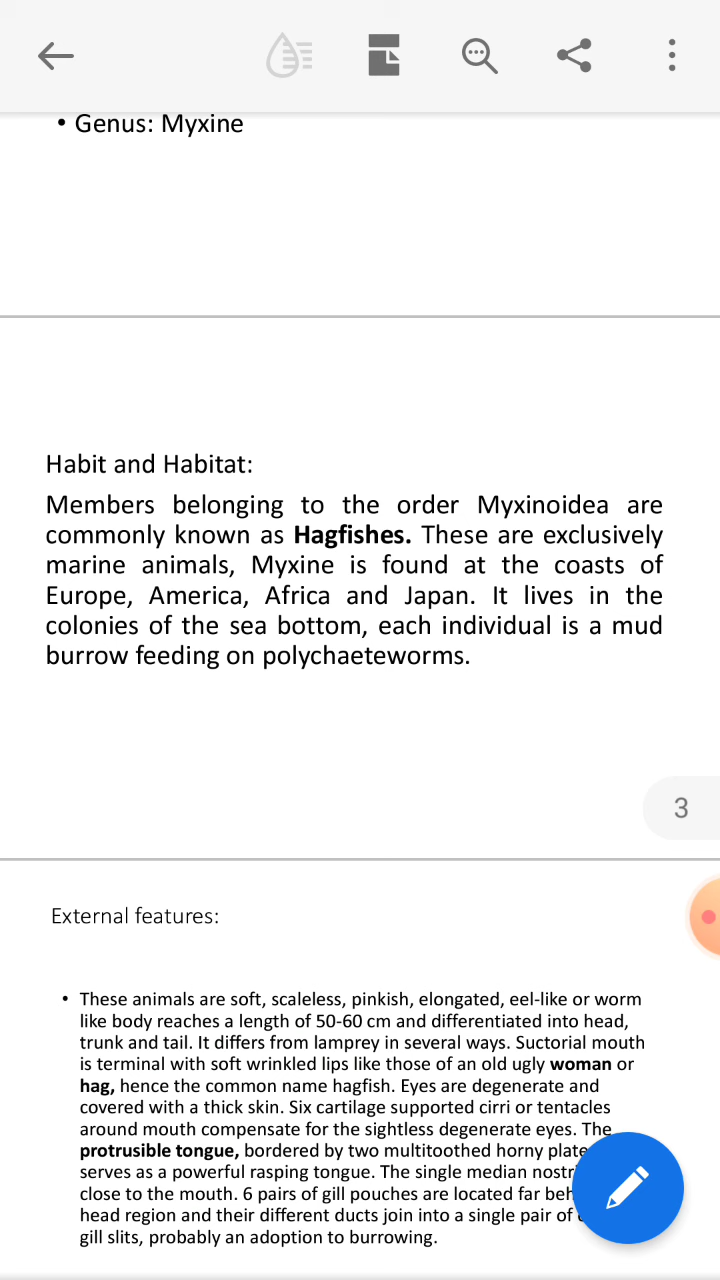 • Genus: Myxine
Habit and Habitat:
Members belonging to the order Myxinoidea are
commonly known as Hagfishes. These are exclusively
marine animals, Myxine is found at the coasts of
Europe, America, Africa and Japan. It lives in the
colonies of the sea bottom, each individual is a mud
burrow feeding on polychaeteworms.
3
External features:
• These animals are soft, scaleless, pinkish, elongated, eel-like or worm
like body reaches a length of 50-60 cm and differentiated into head,
trunk and tail. It differs from lamprey in several ways. Suctorial mouth
is terminal with soft wrinkled lips like those of an old ugly woman or
hag, hence the common name hagfish. Eyes are degenerate and
covered with a thick skin. Six cartilage supported cirri or tentacles
around mouth compensate for the sightless degenerate eyes. The
protrusible tongue, bordered by two multitoothed horny plate
serves as a powerful rasping tongue. The single median
close to the mouth. 6 pairs of gill pouches are located far
head region and their different ducts join into a single pair of
gill slits, probably an adoption to burrowing.